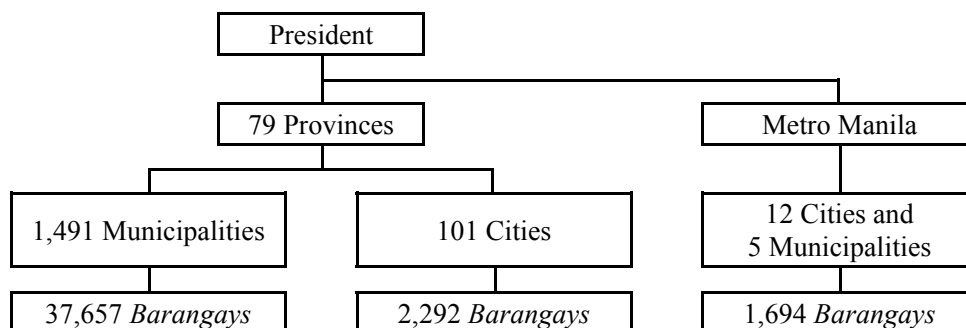 President
79 Provinces
Metro Manila
1,491 Municipalities
101 Cities
12 Cities and
5 Municipalities
37,657 Barangays
2,292 Barangays
1,694 Barangays